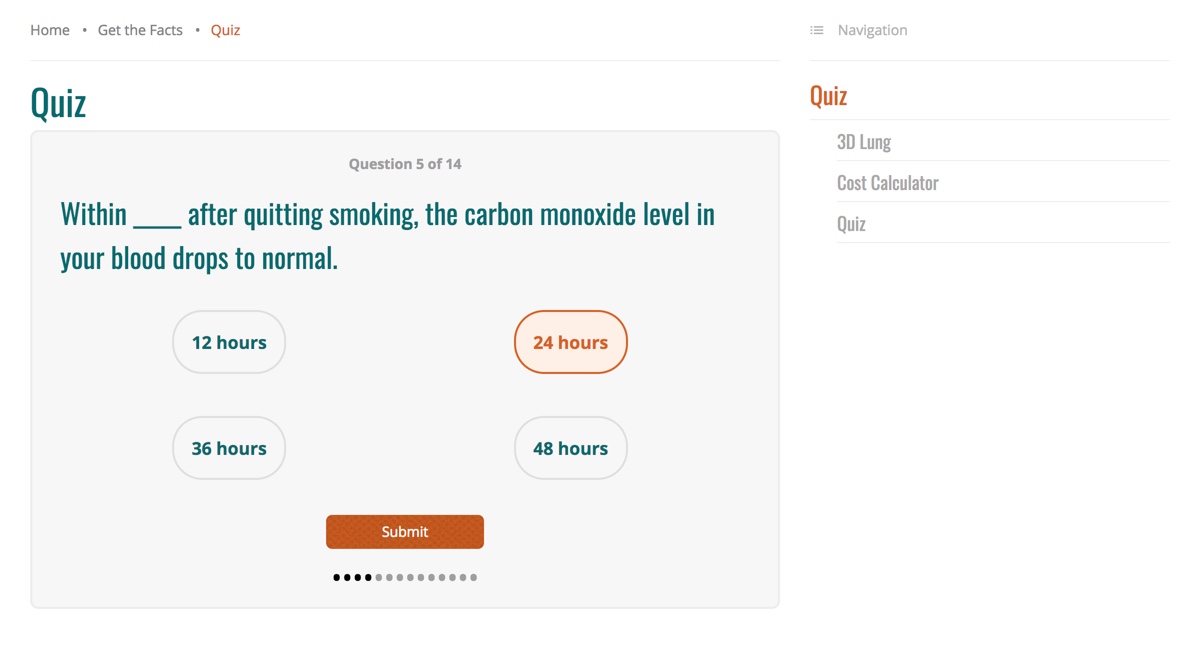 Home • Get the Facts • Quiz
Navigation
Quiz
Quiz
3D Lung
Cost Calculator
Quiz
Question 5 of 14
Within ____ after quitting smoking, the carbon monoxide level in
your blood drops to normal.
12 hours
24 hours
36 hours
48 hours
Submit